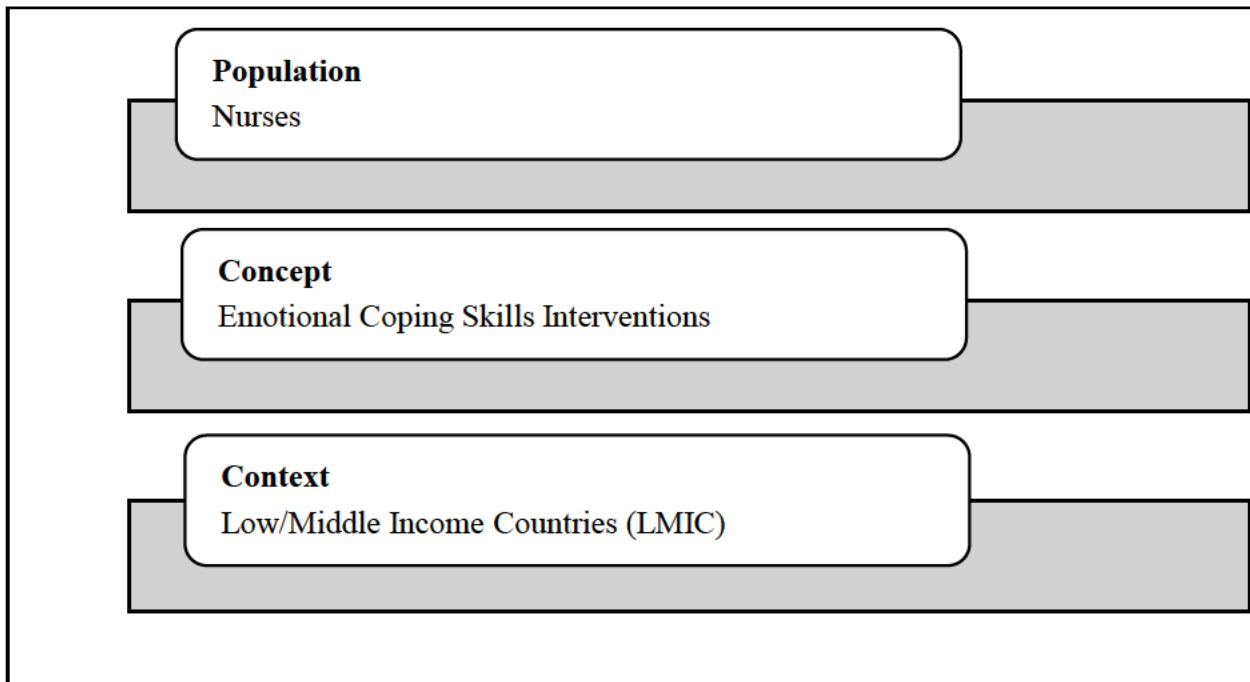 Population
Nurses
Concept
Emotional Coping Skills Interventions
Context
Low/Middle Income Countries (LMIC)